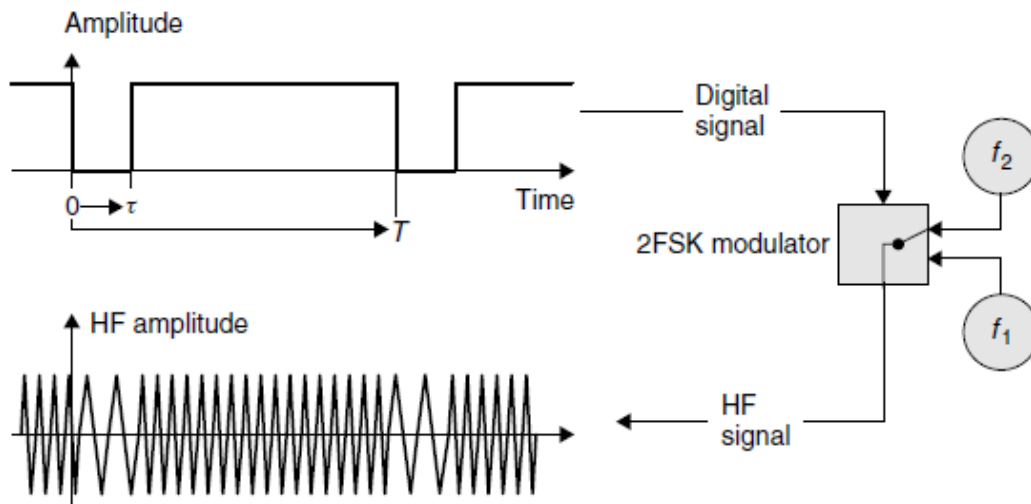 Amplitude
Digital
signal
f2
0
τ
Time
T
2FSK modulator
f1
HF amplitude
HF
signal